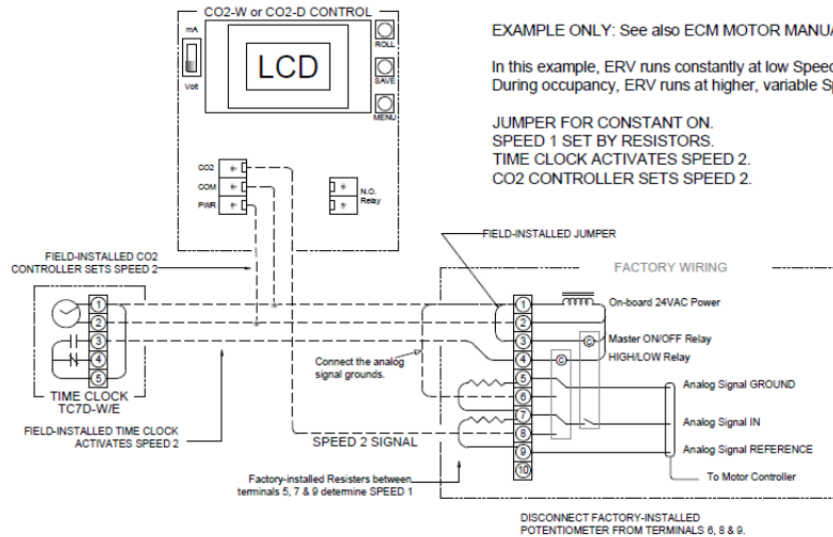 CO2-W or CO2-D CONTROL
mA
Volt
LCD
ROLL
SAVE
MENU
CO2
COM
PWR
N.O.
Relay
EXAMPLE ONLY: See also ECM MOTOR MANUA
In this example, ERV runs constantly at low Speed
During occupancy, ERV runs at higher, variable Sp
JUMPER FOR CONSTANT ON.
SPEED 1 SET BY RESISTORS.
TIME CLOCK ACTIVATES SPEED 2.
CO2 CONTROLLER SETS SPEED 2.
FIELD-INSTALLED JUMPER
FIELD-INSTALLED CO2
CONTROLLER SETS SPEED 2
1
2
3
4
5
TIME CLOCK
TC7D-W/E
FIELD-INSTALLED TIME CLOCK
ACTIVATES SPEED 2
Connect the analog
signal grounds.
SPEED 2 SIGNAL
Factory-installed Resisters between
terminals 5, 7 & 9 determine SPEED 1
FACTORY WIRING
1
2
3
4
5
6
7
8
9
10
On-board 24VAC Power
C
Master ON/OFF Relay
C
HIGH/LOW Relay
Analog Signal GROUND
Analog Signal IN
Analog Signal REFERENCE
To Motor Controller
DISCONNECT FACTORY-INSTALLED
POTENTIOMETER FROM TERMINALS 6, 8 & 9.